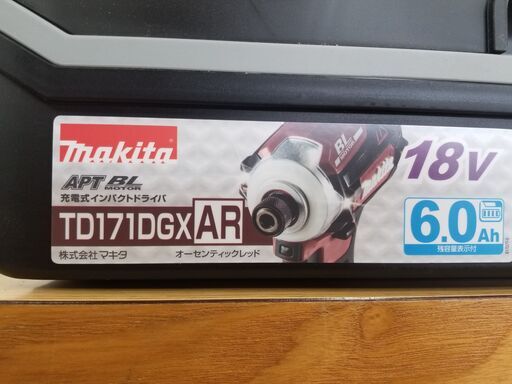 makita
APT BL
MOTOR
充電式インパクトドライバ
TD171DGXAR
株式会社マキタ オーセンティックレッド
BL
MOTOR
18V
6.0Ah
残容量表示付